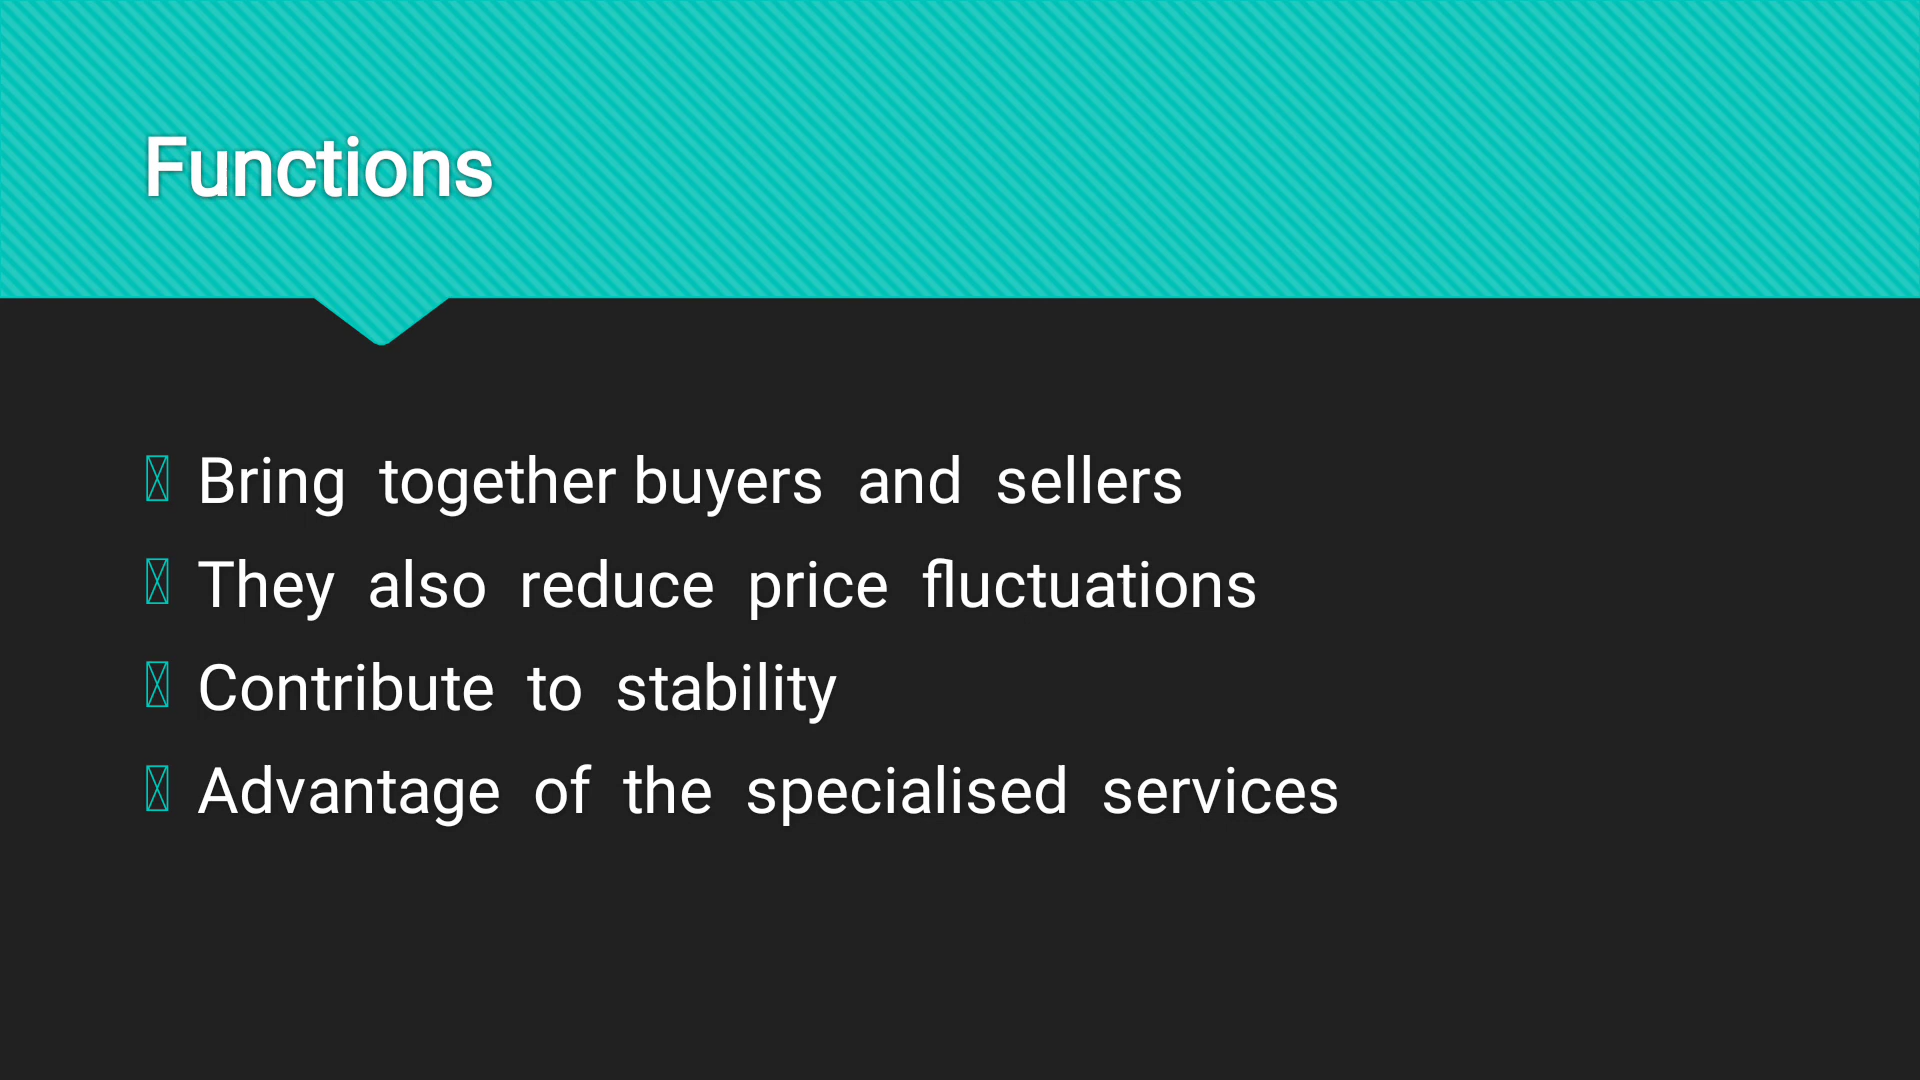 Functions
Bring together buyers and sellers
They also reduce price fluctuations
Contribute to stability
Advantage of the specialised services